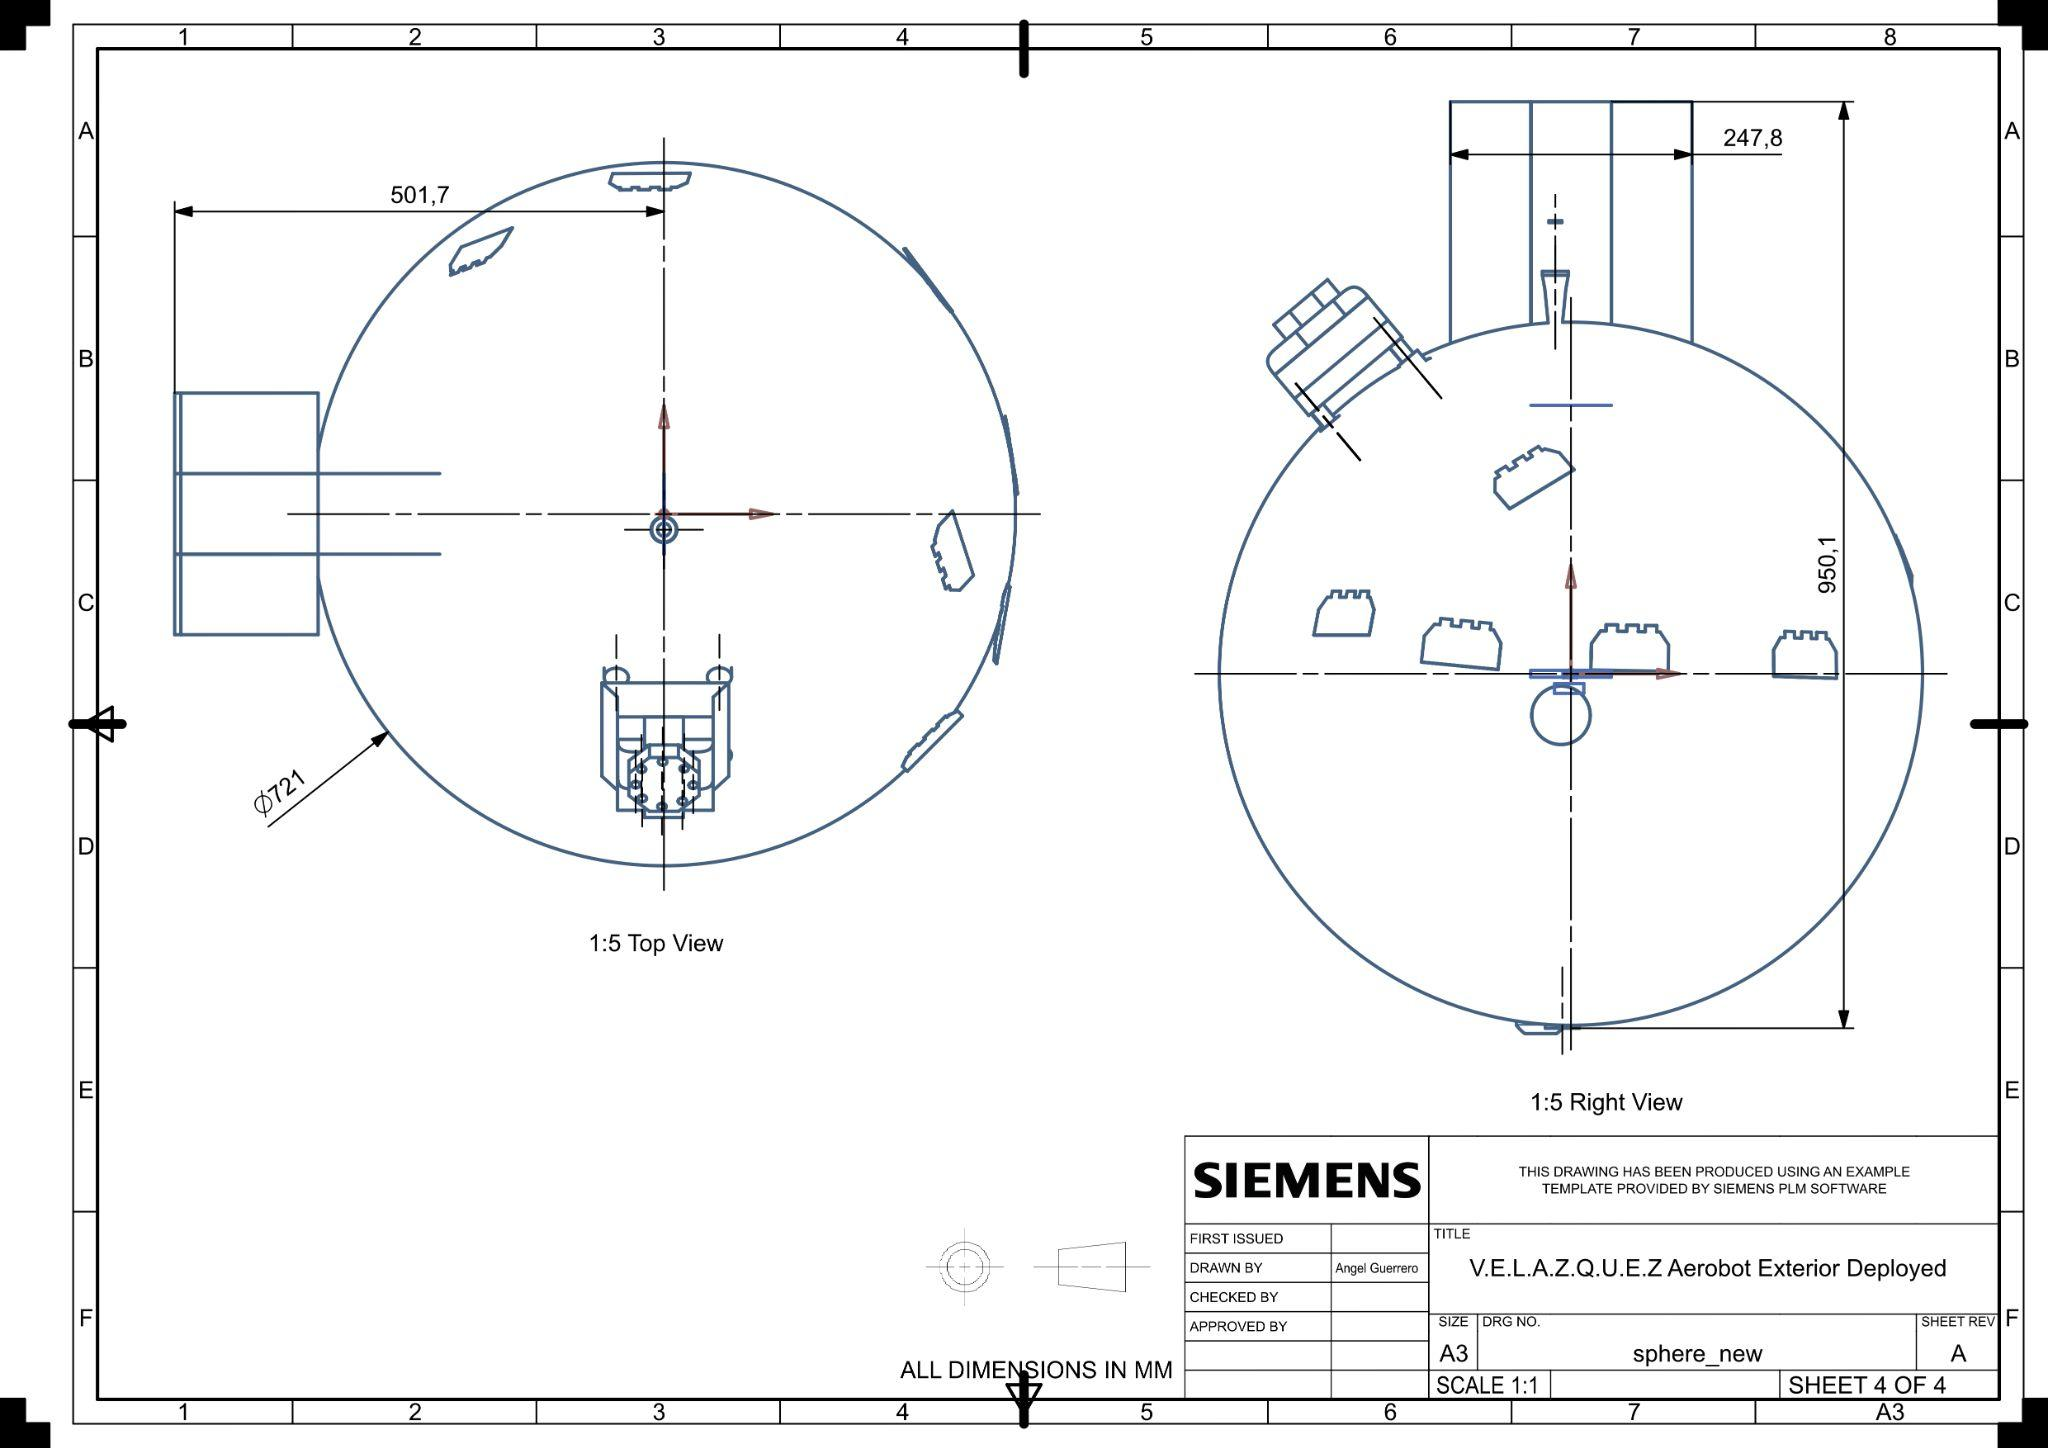 1 2 3 4 5 6 7 8
A A
247,8
501,7
B B
950,1
C C
Ø721
D D
1:5 Top View
E E
1:5 Right View
SIEMENS
THIS DRAWING HAS BEEN PRODUCED USING AN EXAMPLE
TEMPLATE PROVIDED BY SIEMENS PLM SOFTWARE
FIRST ISSUED
DRAWN BY Angel Guerrero
CHECKED BY
APPROVED BY
TITLE
V.E.L.A.Z.Q.U.E.Z Aerobot Exterior Deployed
F F
SIZE DRG NO. SHEET REV
A3 sphere_new A
SCALE 1:1 SHEET 4 OF 4
ALL DIMENSIONS IN MM
1 2 3 4 5 6 7 A3